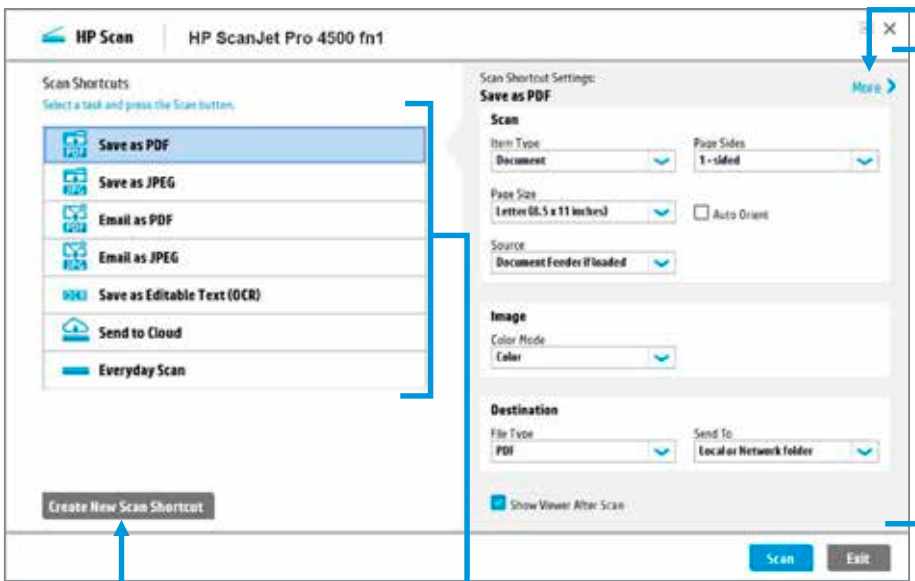 HP Scan
HP ScanJet Pro 4500 fn1
Scan Shortcuts
Select a task and press the Scan button.
Save as PDF
Save as JPEG
Email as PDF
Email as JPEG
Save as Editable Text (OCR)
Send to Cloud
Everyday Scan
Create New Scan Shortcut
Scan Shortcut Settings:
Save as PDF
More
Scan
Item Type
Page Sides
Document
1 - sided
Page Size
Letter (8.5 x 11 inches)
Auto Orient
Source
Document Feeder if loaded
Image
Color Mode
Color
Destination
File Type
Send To
PDF
Local or Network folder
Show Viewer After Scan
Scan
Exit